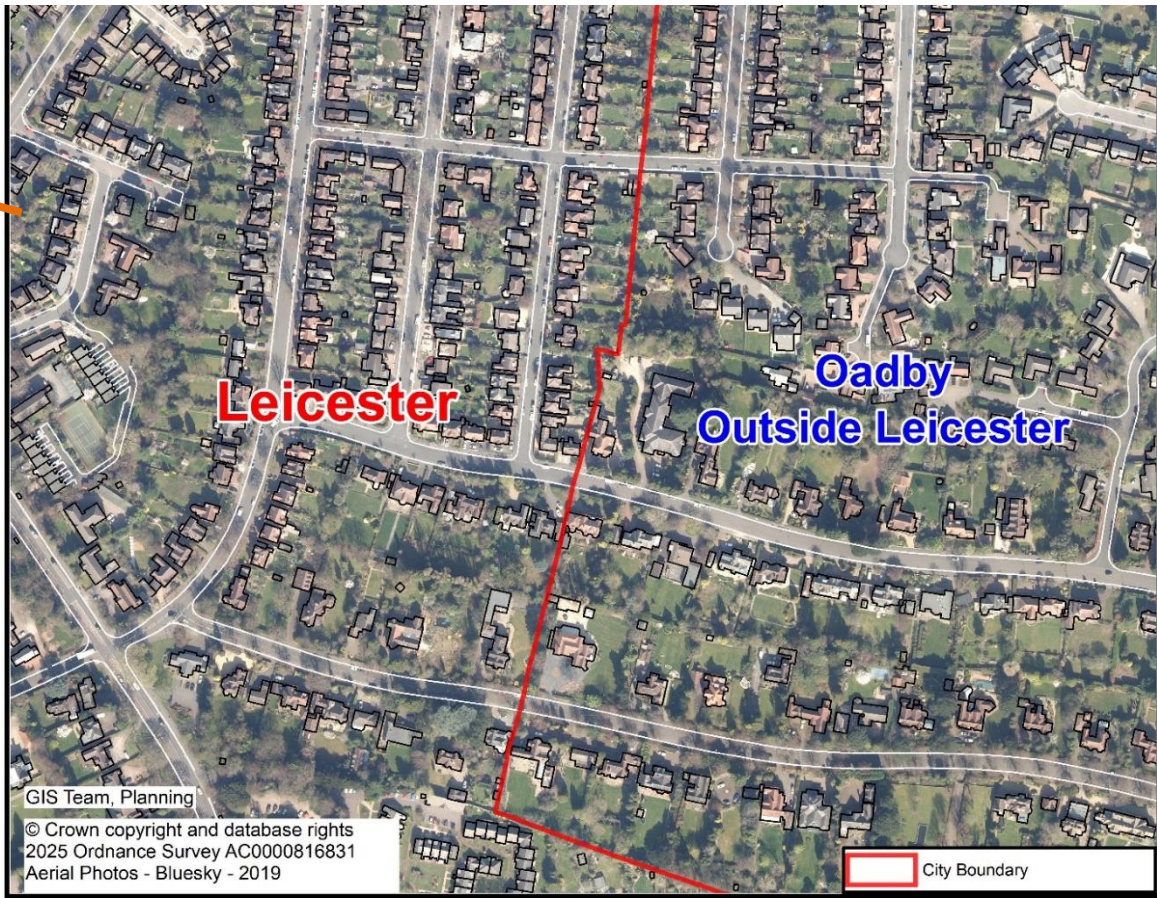 Leicester
Oadby
Outside Leicester
GIS Team, Planning
© Crown copyright and database rights
2025 Ordnance Survey AC0000816831
Aerial Photos - Bluesky - 2019
City Boundary